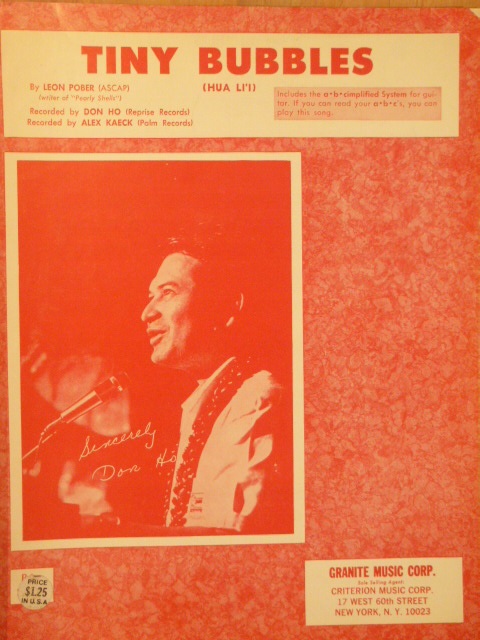 TINY BUBBLES
(HUA LI'I)
By LEON POBER (ASCAP)
(writer of "Pearly Shells")
Recorded by DON HO (Reprise Records)
Recorded by ALEX KAECK (Palm Records)
Includes the a•b•cimplified System for gui-
tar. If you can read your a•b•c's, you can
play this song.
Sincerely
Don Ho
PRICE
$1.25
IN U.S.A
GRANITE MUSIC CORP.
Sole Selling Agent:
CRITERION MUSIC CORP.
17 WEST 60th STREET
NEW YORK, N. Y. 10023